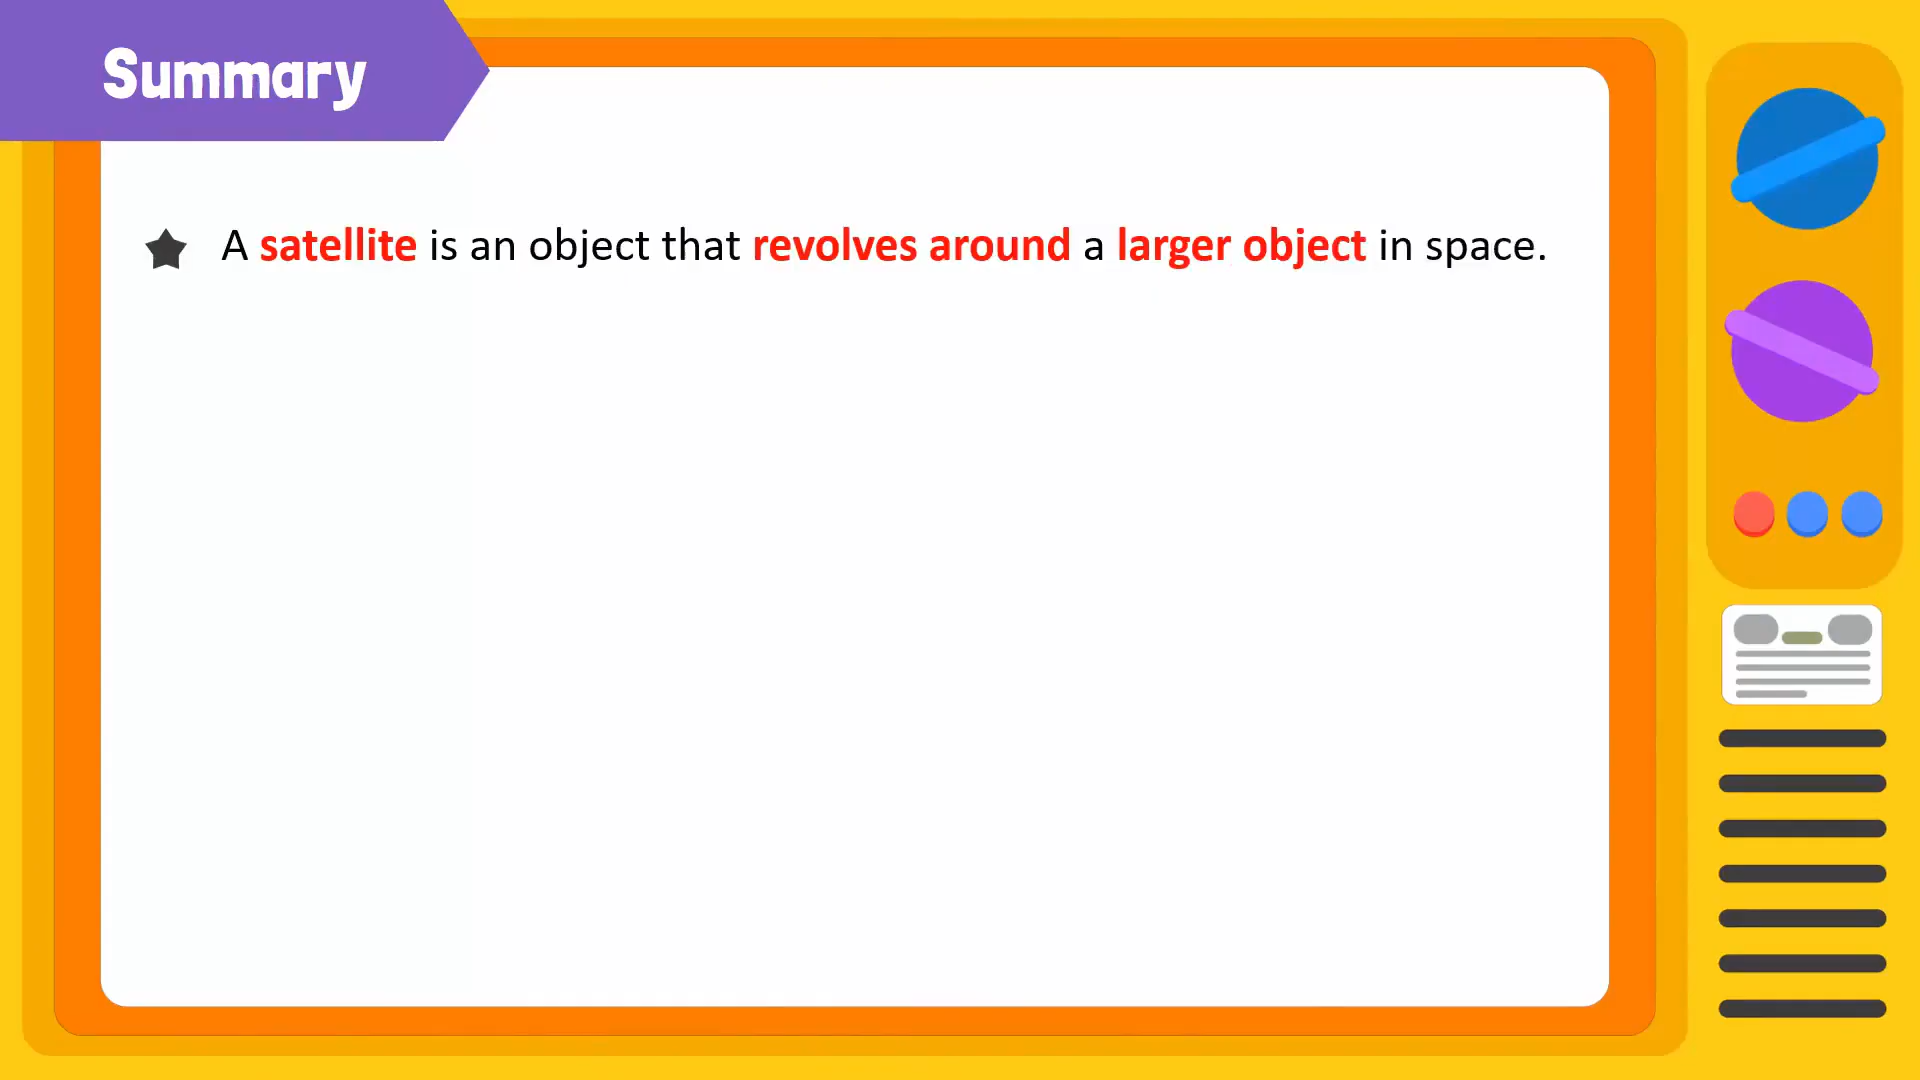 Summary
A satellite is an object that revolves around a larger object in space.